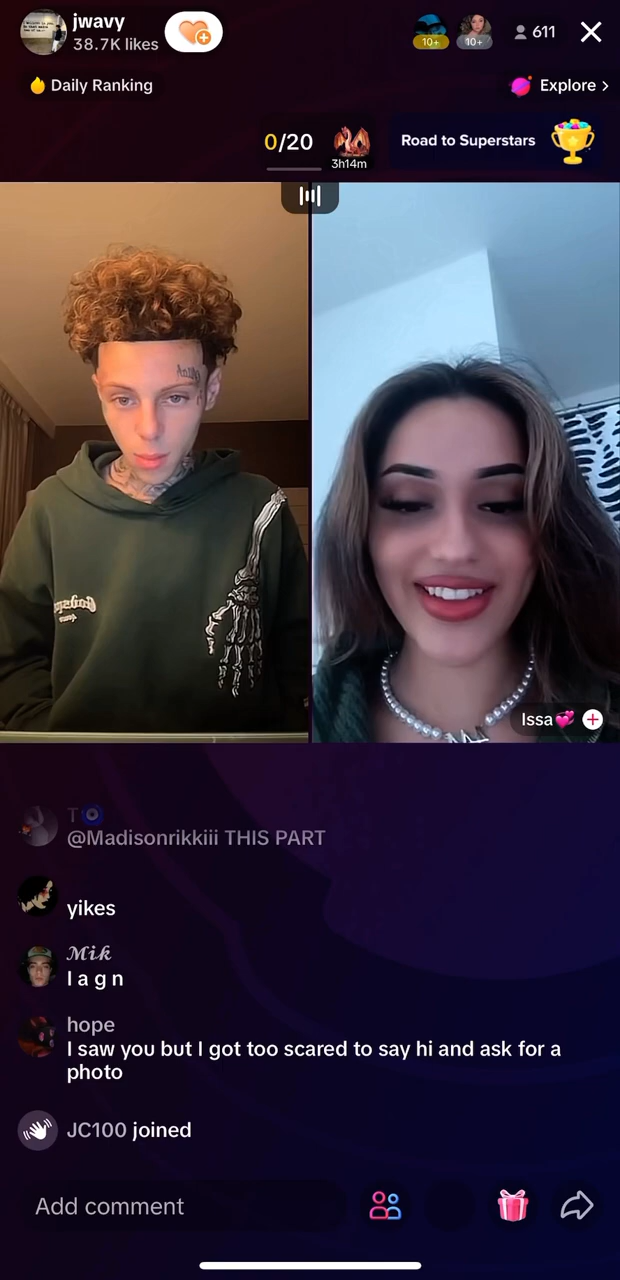 jwavy
38.7K likes
10+
10+
611
Daily Ranking
Explore >
0/20
3h14m
Road to Superstars
Issa💞
T🧿
@Madisonrikkiii THIS PART
yikes
𝓜𝓲𝓴
l a g n
hope
I saw you but I got too scared to say hi and ask for a
photo
JC100 joined
Add comment